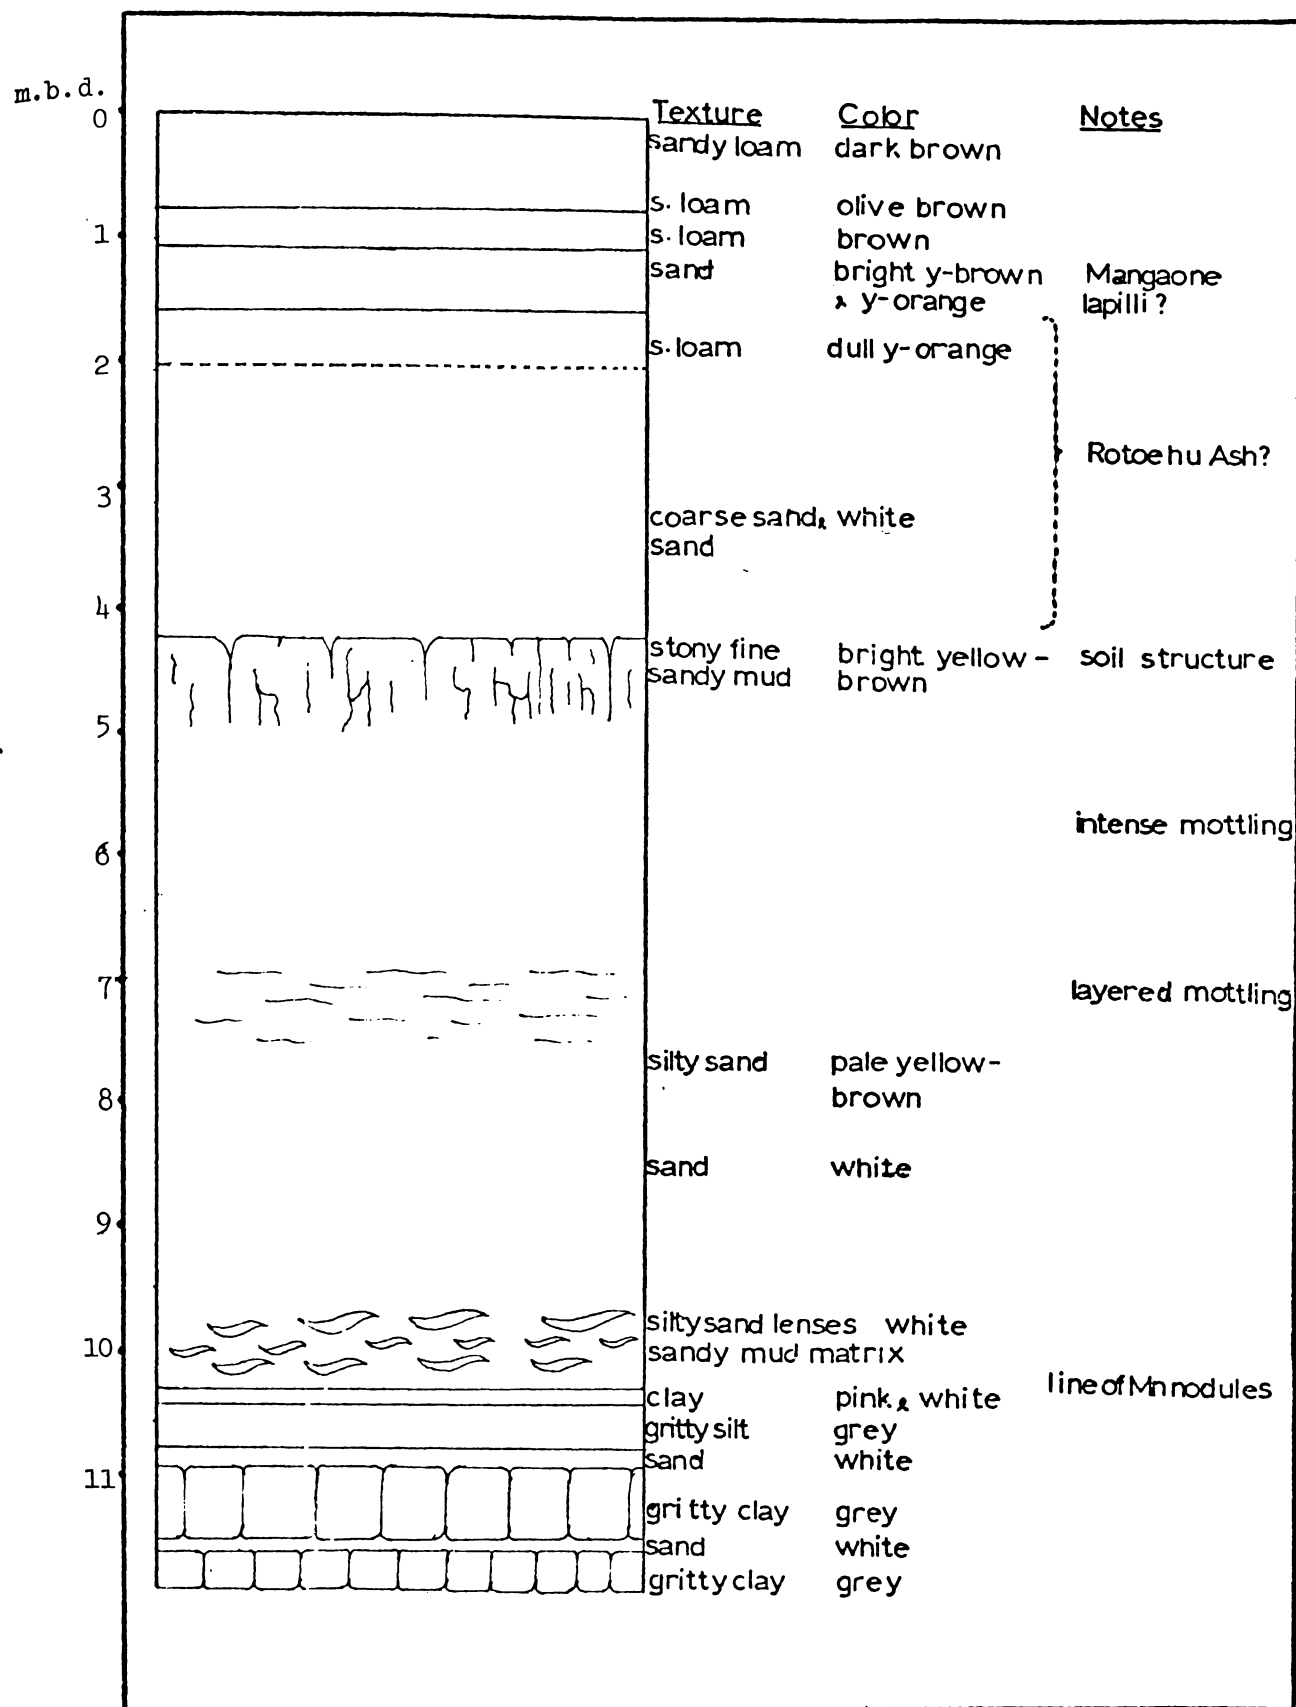 m.b.d.
0
Texture Color Notes
sandy loam dark brown
s. loam olive brown
1
s. loam brown
sand bright y-brown Mangaone
& y-orange lapilli?
s. loam dull y-orange
2
Rotoehu Ash?
3
coarse sand & white
sand
4
stony fine bright yellow- soil structure
sandy mud brown
5
intense mottling
6
7
layered mottling
silty sand pale yellow-
8 brown
sand white
9
silty sand lenses white
10 sandy mud matrix
line of Mn nodules
clay pink & white
gritty silt grey
sand white
11
gritty clay grey
sand white
gritty clay grey